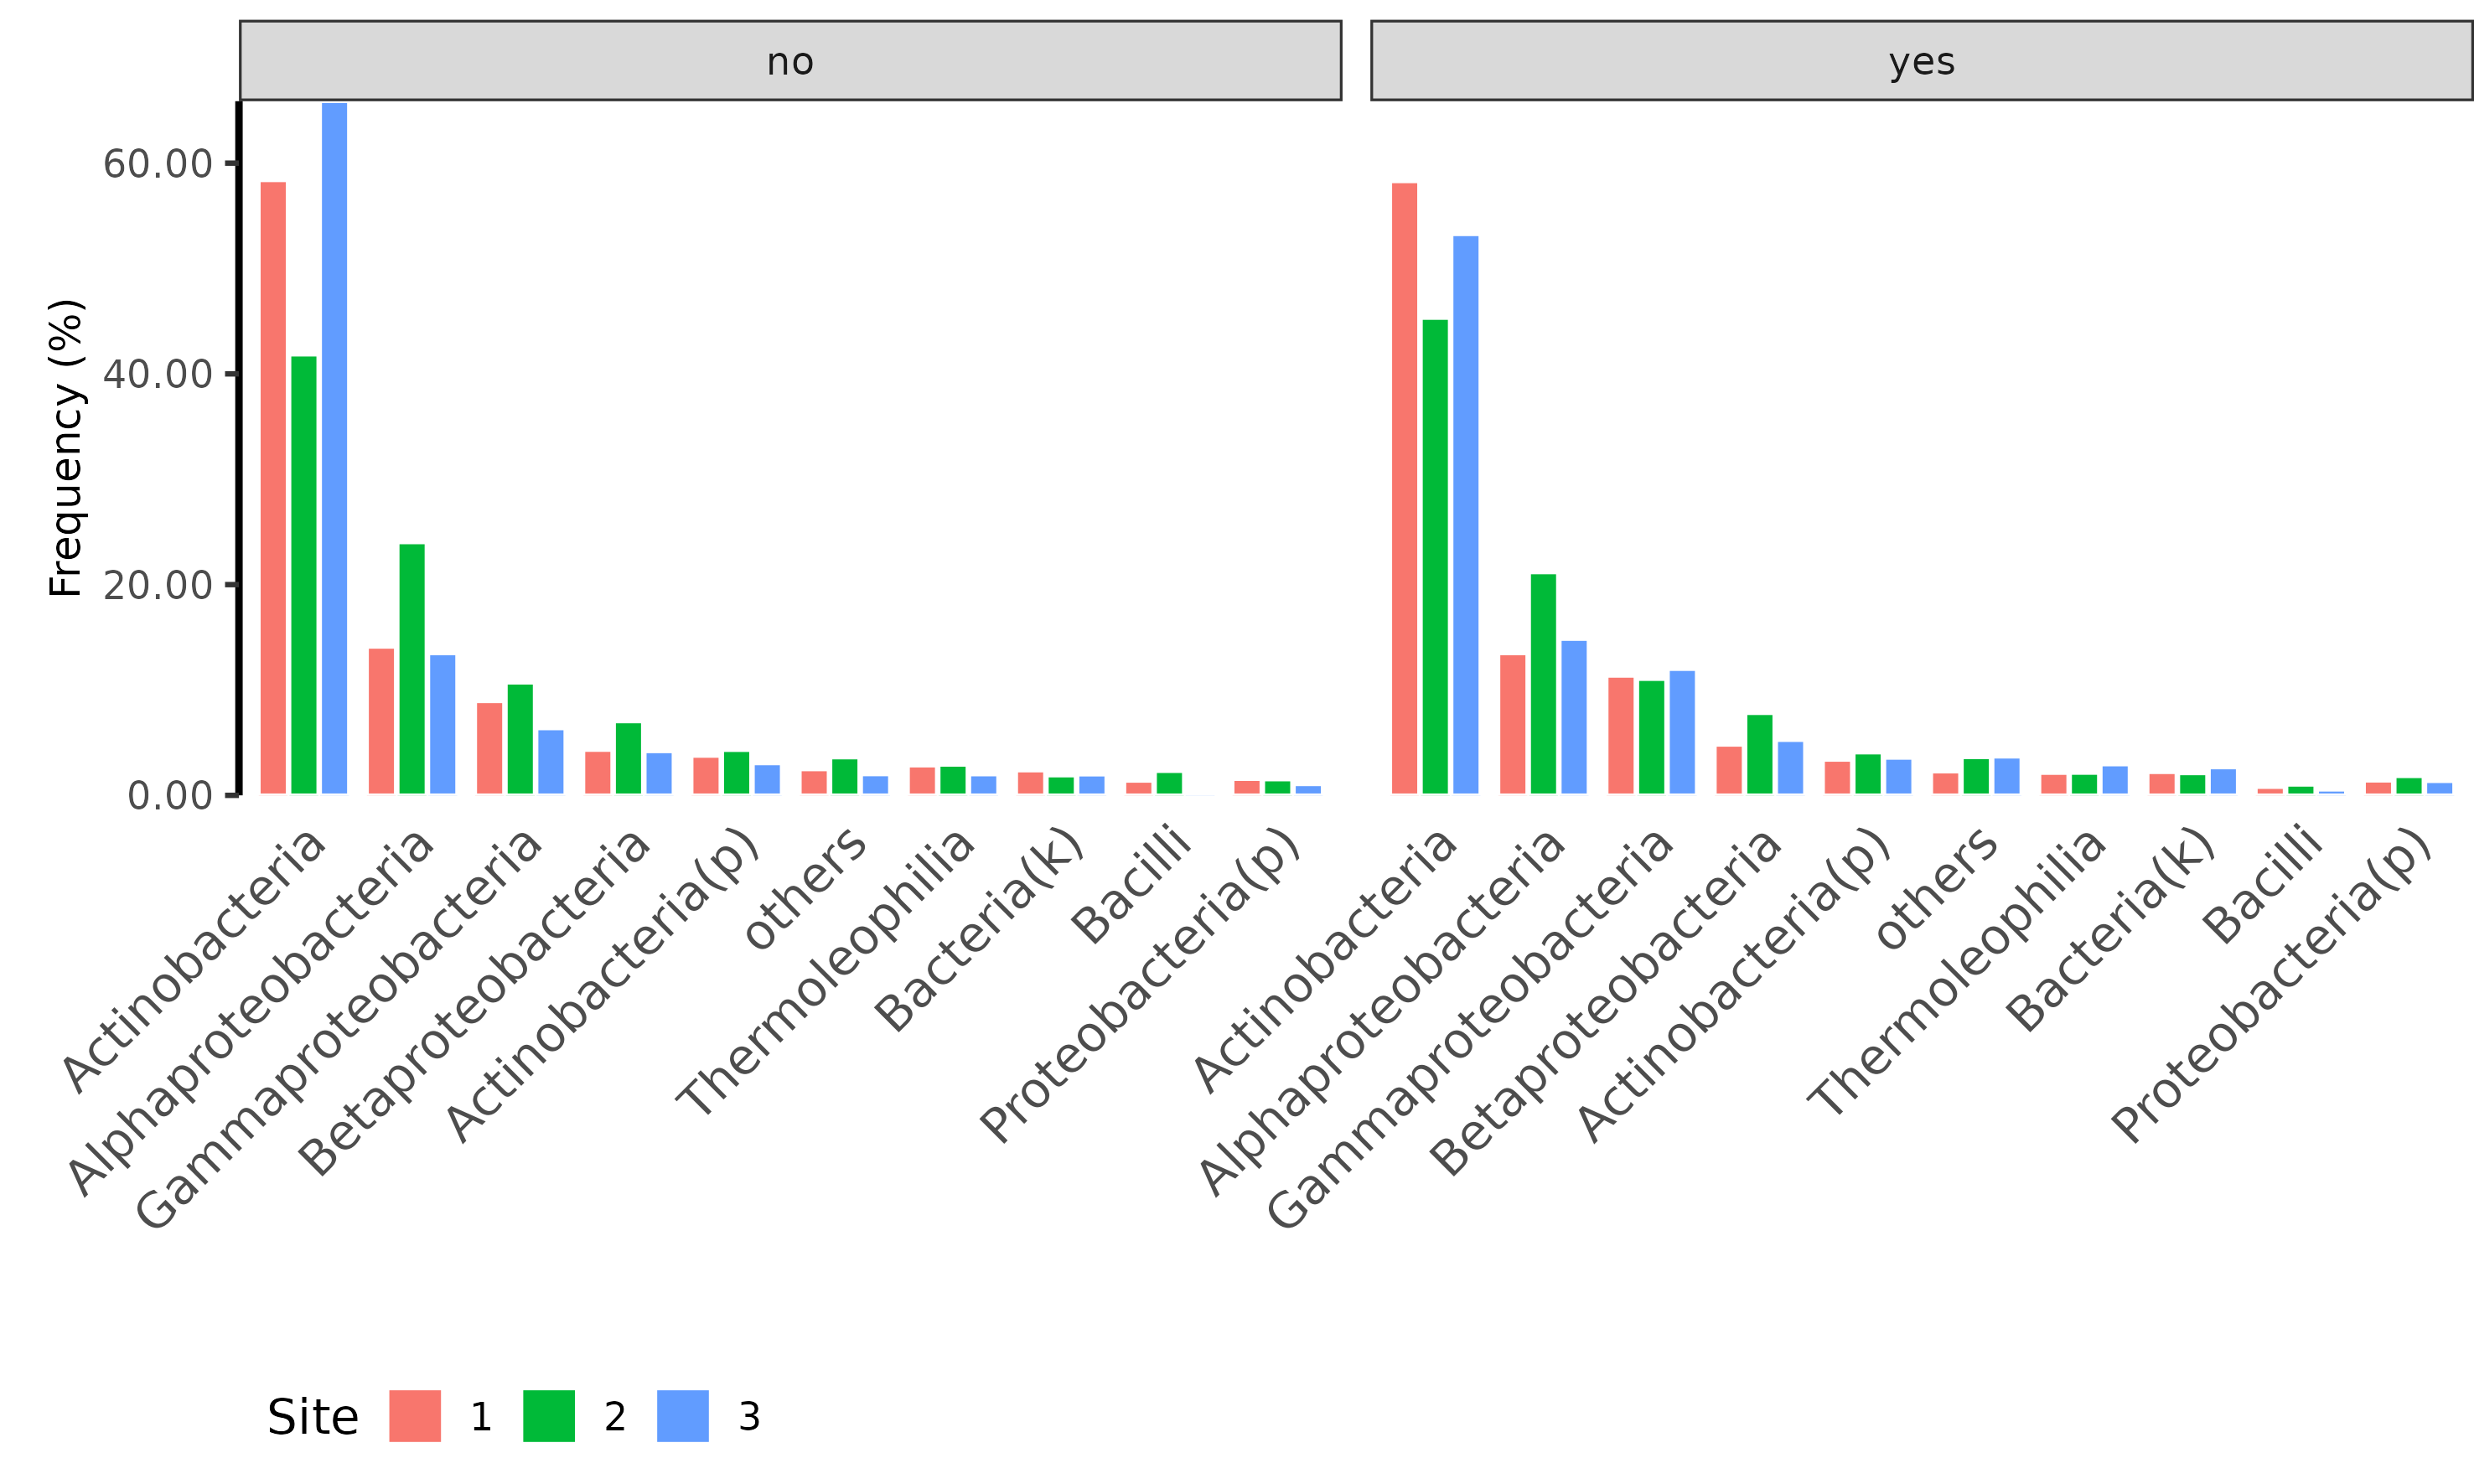 no
yes
Frequency (%)
60.00
40.00
20.00
0.00
Actinobacteria
Alphaproteobacteria
Gammaproteobacteria
Betaproteobacteria
Actinobacteria(p)
others
Thermoleophilia
Bacteria(k)
Bacilli
Proteobacteria(p)
Actinobacteria
Alphaproteobacteria
Gammaproteobacteria
Betaproteobacteria
Actinobacteria(p)
others
Thermoleophilia
Bacteria(k)
Bacilli
Proteobacteria(p)
Site 1 2 3